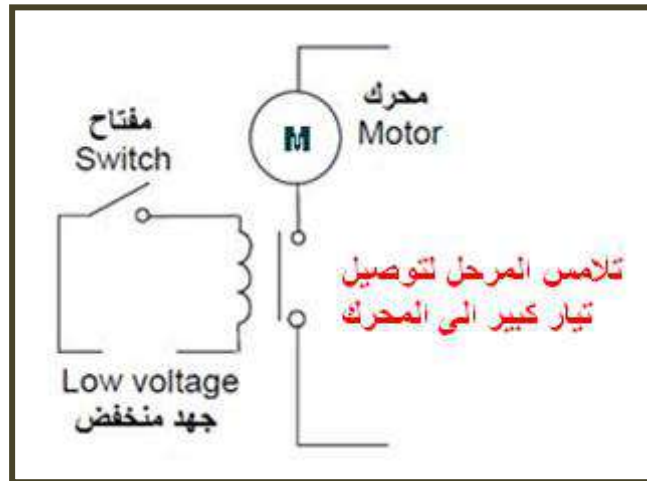 محرك
Motor
M
مفتاح
Switch
تلامس المرحل لتوصيل
تيار كبير الى المحرك
Low voltage
جهد منخفض